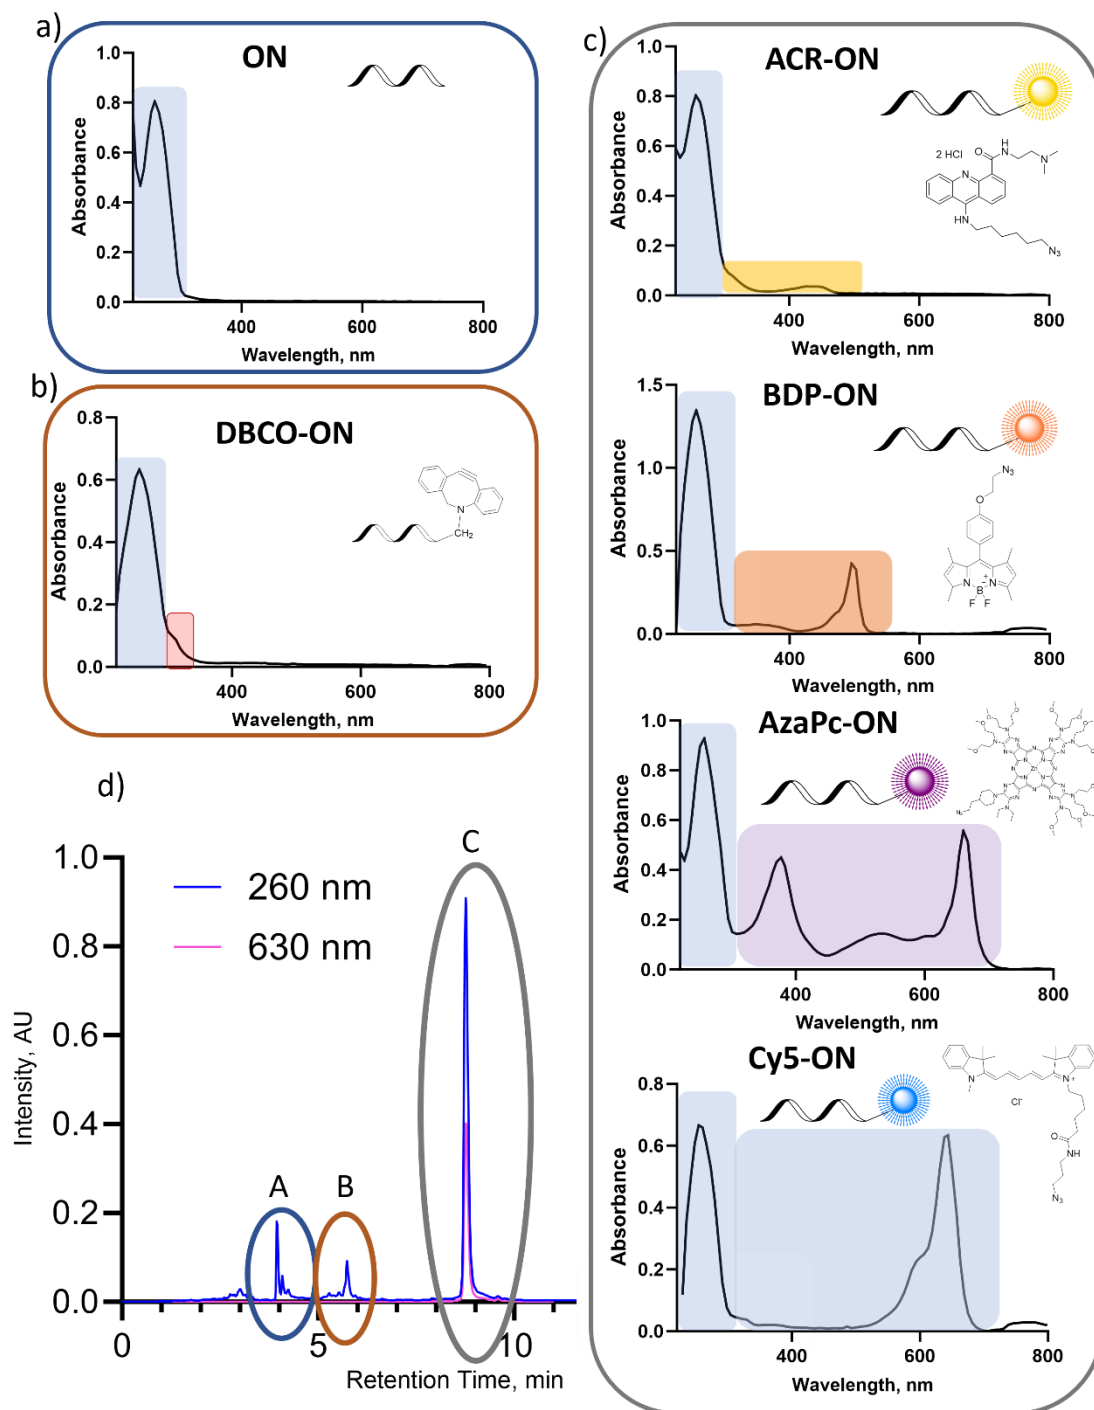 a)
ON
1.0
0.8
0.6
0.4
0.2
0.0
Absorbance
400
600
800
Wavelength, nm
b)
DBCO-ON
0.8
0.6
0.4
0.2
0.0
Absorbance
N
CH2
400
600
800
Wavelength, nm
c)
ACR-ON
1.0
0.8
0.6
0.4
0.2
0.0
Absorbance
2 HCl
O
H
N
N
N
HN
N3
400
600
800
Wavelength, nm
BDP-ON
1.5
1.0
0.5
0.0
Absorbance
N3
O
N
+
N
B
−
F F
400
600
800
Wavelength, nm
AzaPc-ON
1.0
0.8
0.6
0.4
0.2
0.0
Absorbance
400
600
800
Wavelength, nm
Cy5-ON
0.8
0.6
0.4
0.2
0.0
Absorbance
N
N+
Cl-
O
NH
N3
400
600
800
Wavelength, nm
d)
260 nm
630 nm
A
B
C
1.0
0.8
0.6
0.4
0.2
0.0
Intensity, AU
0
5
10
Retention Time, min